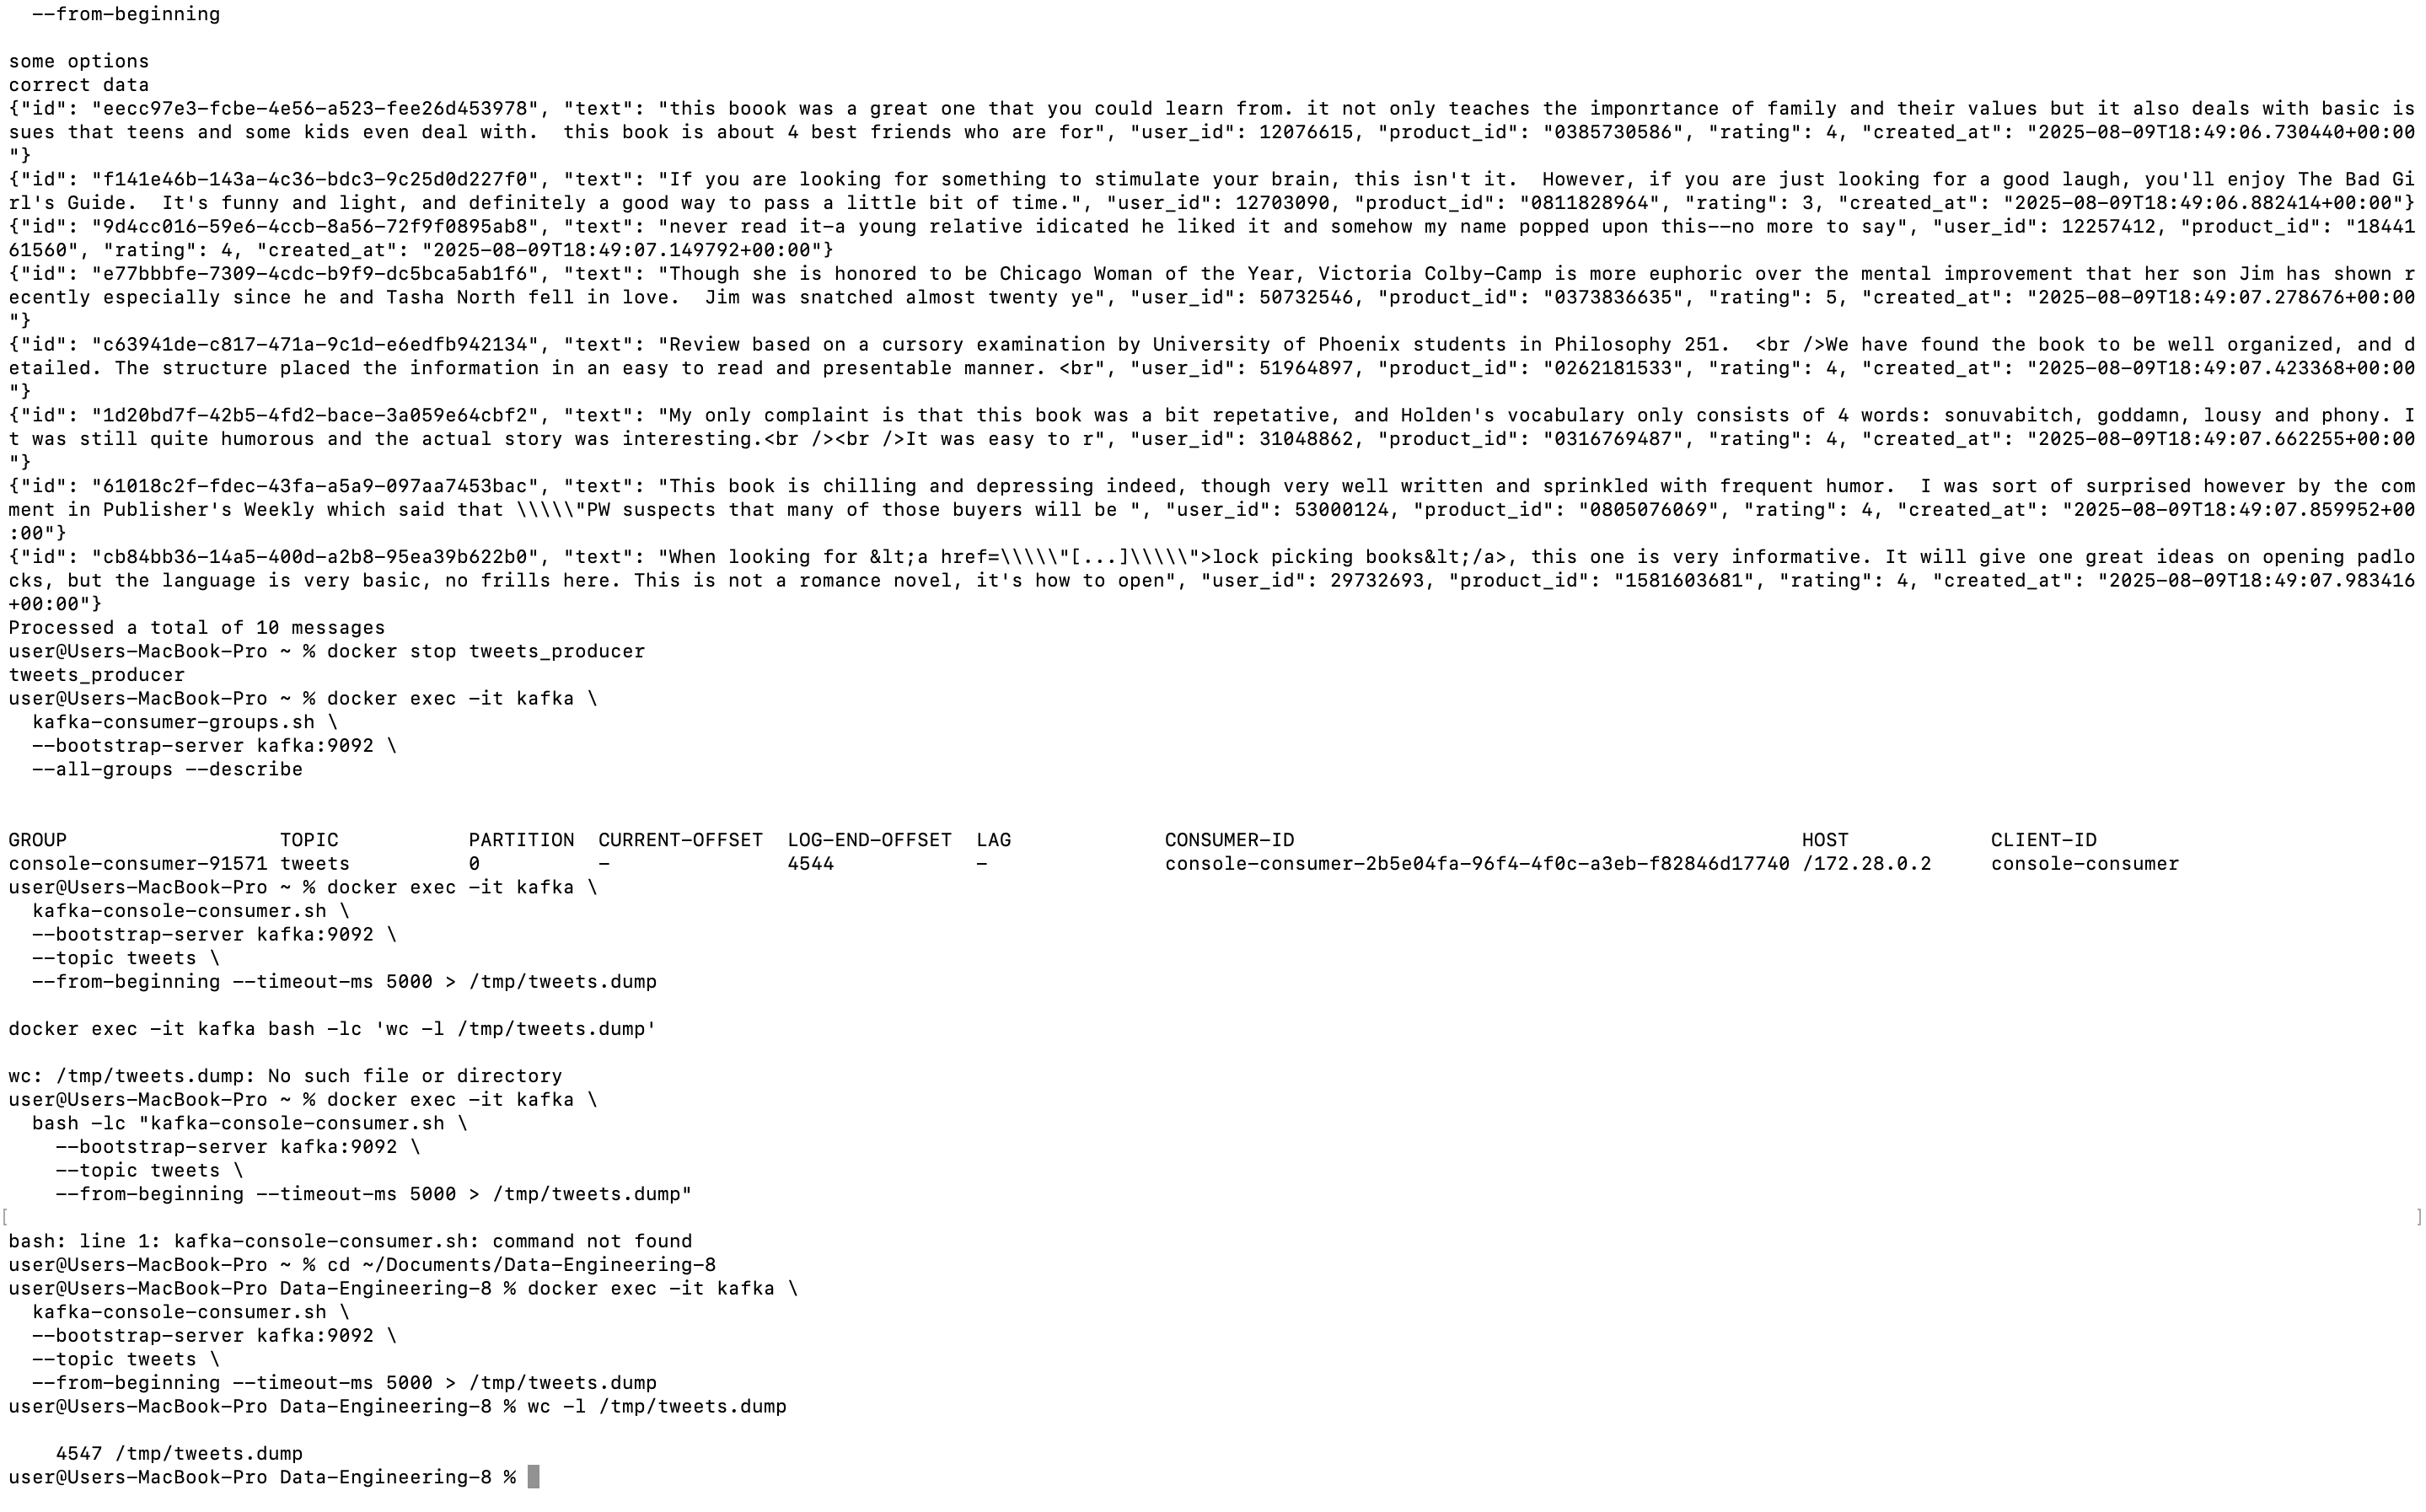 --from-beginning

some options
correct data
{"id": "eecc97e3-fcbe-4e56-a523-fee26d453978", "text": "this boook was a great one that you could learn from. it not only teaches the imponrtance of family and their values but it also deals with basic is
sues that teens and some kids even deal with.  this book is about 4 best friends who are for", "user_id": 12076615, "product_id": "0385730586", "rating": 4, "created_at": "2025-08-09T18:49:06.730440+00:00
"}
{"id": "f141e46b-143a-4c36-bdc3-9c25d0d227f0", "text": "If you are looking for something to stimulate your brain, this isn't it.  However, if you are just looking for a good laugh, you'll enjoy The Bad Gi
rl's Guide.  It's funny and light, and definitely a good way to pass a little bit of time.", "user_id": 12703090, "product_id": "0811828964", "rating": 3, "created_at": "2025-08-09T18:49:06.882414+00:00"}
{"id": "9d4cc016-59e6-4ccb-8a56-72f9f0895ab8", "text": "never read it-a young relative idicated he liked it and somehow my name popped upon this--no more to say", "user_id": 12257412, "product_id": "18441
61560", "rating": 4, "created_at": "2025-08-09T18:49:07.149792+00:00"}
{"id": "e77bbbfe-7309-4cdc-b9f9-dc5bca5ab1f6", "text": "Though she is honored to be Chicago Woman of the Year, Victoria Colby-Camp is more euphoric over the mental improvement that her son Jim has shown r
ecently especially since he and Tasha North fell in love.  Jim was snatched almost twenty ye", "user_id": 50732546, "product_id": "0373836635", "rating": 5, "created_at": "2025-08-09T18:49:07.278676+00:00
"}
{"id": "c63941de-c817-471a-9c1d-e6edfb942134", "text": "Review based on a cursory examination by University of Phoenix students in Philosophy 251.  <br />We have found the book to be well organized, and d
etailed. The structure placed the information in an easy to read and presentable manner. <br", "user_id": 51964897, "product_id": "0262181533", "rating": 4, "created_at": "2025-08-09T18:49:07.423368+00:00
"}
{"id": "1d20bd7f-42b5-4fd2-bace-3a059e64cbf2", "text": "My only complaint is that this book was a bit repetative, and Holden's vocabulary only consists of 4 words: sonuvabitch, goddamn, lousy and phony. I
t was still quite humorous and the actual story was interesting.<br /><br />It was easy to r", "user_id": 31048862, "product_id": "0316769487", "rating": 4, "created_at": "2025-08-09T18:49:07.662255+00:00
"}
{"id": "61018c2f-fdec-43fa-a5a9-097aa7453bac", "text": "This book is chilling and depressing indeed, though very well written and sprinkled with frequent humor.  I was sort of surprised however by the com
ment in Publisher's Weekly which said that \\\\\"PW suspects that many of those buyers will be ", "user_id": 53000124, "product_id": "0805076069", "rating": 4, "created_at": "2025-08-09T18:49:07.859952+00
:00"}
{"id": "cb84bb36-14a5-400d-a2b8-95ea39b622b0", "text": "When looking for &lt;a href=\\\\\"[...]\\\\\">lock picking books&lt;/a>, this one is very informative. It will give one great ideas on opening padlo
cks, but the language is very basic, no frills here. This is not a romance novel, it's how to open", "user_id": 29732693, "product_id": "1581603681", "rating": 4, "created_at": "2025-08-09T18:49:07.983416
+00:00"}
Processed a total of 10 messages
user@Users-MacBook-Pro ~ % docker stop tweets_producer
tweets_producer
user@Users-MacBook-Pro ~ % docker exec -it kafka \
  kafka-consumer-groups.sh \
  --bootstrap-server kafka:9092 \
  --all-groups --describe


GROUP                  TOPIC           PARTITION  CURRENT-OFFSET  LOG-END-OFFSET  LAG             CONSUMER-ID                                           HOST            CLIENT-ID
console-consumer-91571 tweets          0          -               4544            -               console-consumer-2b5e04fa-96f4-4f0c-a3eb-f82846d17740 /172.28.0.2     console-consumer
user@Users-MacBook-Pro ~ % docker exec -it kafka \
  kafka-console-consumer.sh \
  --bootstrap-server kafka:9092 \
  --topic tweets \
  --from-beginning --timeout-ms 5000 > /tmp/tweets.dump

docker exec -it kafka bash -lc 'wc -l /tmp/tweets.dump'

wc: /tmp/tweets.dump: No such file or directory
user@Users-MacBook-Pro ~ % docker exec -it kafka \
  bash -lc "kafka-console-consumer.sh \
    --bootstrap-server kafka:9092 \
    --topic tweets \
    --from-beginning --timeout-ms 5000 > /tmp/tweets.dump"
[ ]
bash: line 1: kafka-console-consumer.sh: command not found
user@Users-MacBook-Pro ~ % cd ~/Documents/Data-Engineering-8
user@Users-MacBook-Pro Data-Engineering-8 % docker exec -it kafka \
  kafka-console-consumer.sh \
  --bootstrap-server kafka:9092 \
  --topic tweets \
  --from-beginning --timeout-ms 5000 > /tmp/tweets.dump
user@Users-MacBook-Pro Data-Engineering-8 % wc -l /tmp/tweets.dump

    4547 /tmp/tweets.dump
user@Users-MacBook-Pro Data-Engineering-8 %